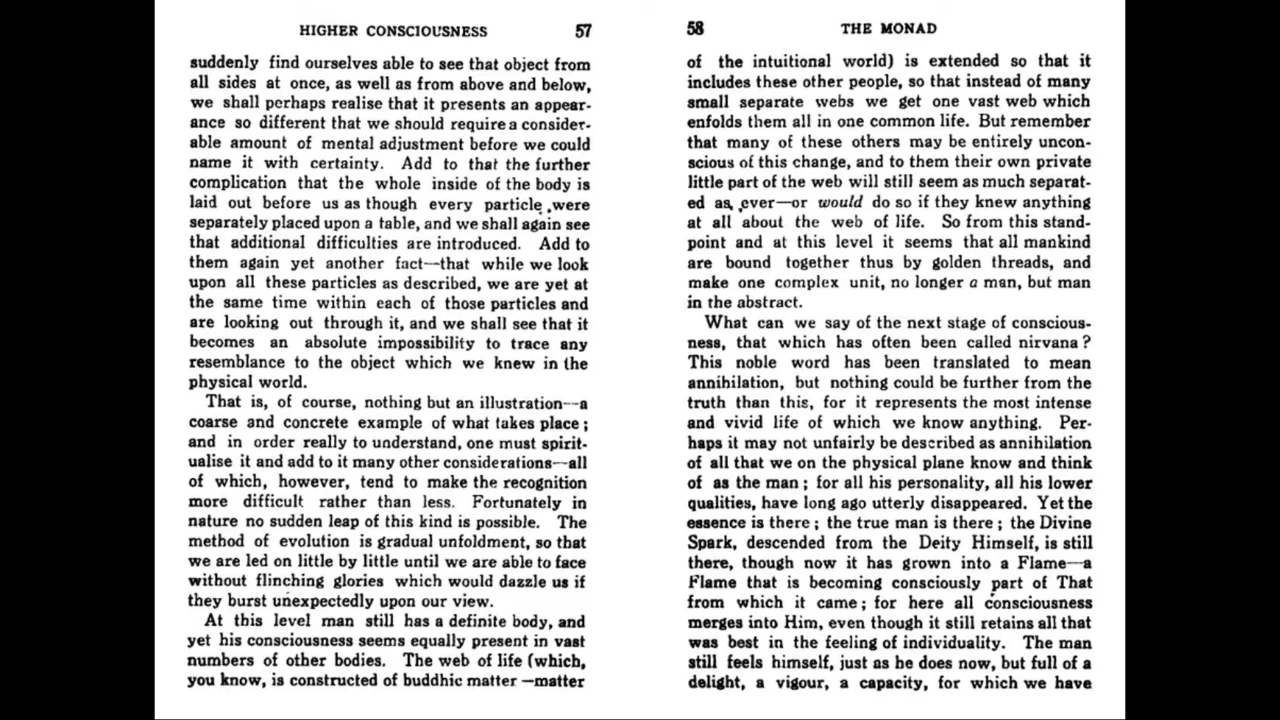 HIGHER CONSCIOUSNESS 57
suddenly find ourselves able to see that object from
all sides at once, as well as from above and below,
we shall perhaps realise that it presents an appear-
ance so different that we should require a consider-
able amount of mental adjustment before we could
name it with certainty. Add to that the further
complication that the whole inside of the body is
laid out before us as though every particle were
separately placed upon a table, and we shall again see
that additional difficulties are introduced. Add to
them again yet another fact—that while we look
upon all these particles as described, we are yet at
the same time within each of those particles and
are looking out through it, and we shall see that it
becomes an absolute impossibility to trace any
resemblance to the object which we knew in the
physical world.
That is, of course, nothing but an illustration—a
coarse and concrete example of what takes place;
and in order really to understand, one must spirit-
ualise it and add to it many other considerations—all
of which, however, tend to make the recognition
more difficult rather than less. Fortunately in
nature no sudden leap of this kind is possible. The
method of evolution is gradual unfoldment, so that
we are led on little by little until we are able to face
without flinching glories which would dazzle us if
they burst unexpectedly upon our view.
At this level man still has a definite body, and
yet his consciousness seems equally present in vast
numbers of other bodies. The web of life (which,
you know, is constructed of buddhic matter—matter
58 THE MONAD
of the intuitional world) is extended so that it
includes these other people, so that instead of many
small separate webs we get one vast web which
enfolds them all in one common life. But remember
that many of these others may be entirely uncon-
scious of this change, and to them their own private
little part of the web will still seem as much separat-
ed as ever—or would do so if they knew anything
at all about the web of life. So from this stand-
point and at this level it seems that all mankind
are bound together thus by golden threads, and
make one complex unit, no longer a man, but man
in the abstract.
What can we say of the next stage of conscious-
ness, that which has often been called nirvana?
This noble word has been translated to mean
annihilation, but nothing could be further from the
truth than this, for it represents the most intense
and vivid life of which we know anything. Per-
haps it may not unfairly be described as annihilation
of all that we on the physical plane know and think
of as the man; for all his personality, all his lower
qualities, have long ago utterly disappeared. Yet the
essence is there; the true man is there; the Divine
Spark, descended from the Deity Himself, is still
there, though now it has grown into a Flame—a
Flame that is becoming consciously part of That
from which it came; for here all consciousness
merges into Him, even though it still retains all that
was best in the feeling of individuality. The man
still feels himself, just as he does now, but full of a
delight, a vigour, a capacity, for which we have